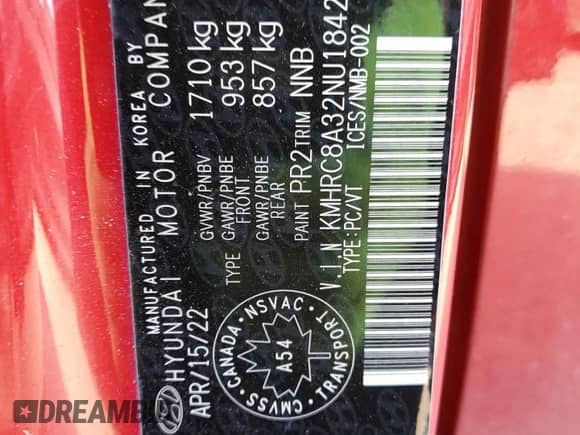 MANUFACTURED IN KOREA BY
HYUNDAI MOTOR COMPAN
APR/15/22
GVWR/PNBV 1710 kg
TYPE GAWR/PNBE FRONT 953 kg
GAWR/PNBE REAR 857 kg
PAINT PR2 TRIM NNB
V.I.N KMHRC8A32NU1842
TYPE:PC/VT ICES/NMB-002
CMVSS · CANADA · NSVAC · TRANSPORT ·
A54
DREAMB